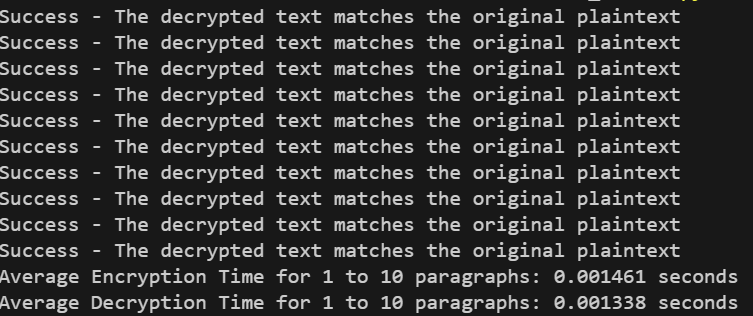 Success - The decrypted text matches the original plaintext
Success - The decrypted text matches the original plaintext
Success - The decrypted text matches the original plaintext
Success - The decrypted text matches the original plaintext
Success - The decrypted text matches the original plaintext
Success - The decrypted text matches the original plaintext
Success - The decrypted text matches the original plaintext
Success - The decrypted text matches the original plaintext
Success - The decrypted text matches the original plaintext
Success - The decrypted text matches the original plaintext
Average Encryption Time for 1 to 10 paragraphs: 0.001461 seconds
Average Decryption Time for 1 to 10 paragraphs: 0.001338 seconds